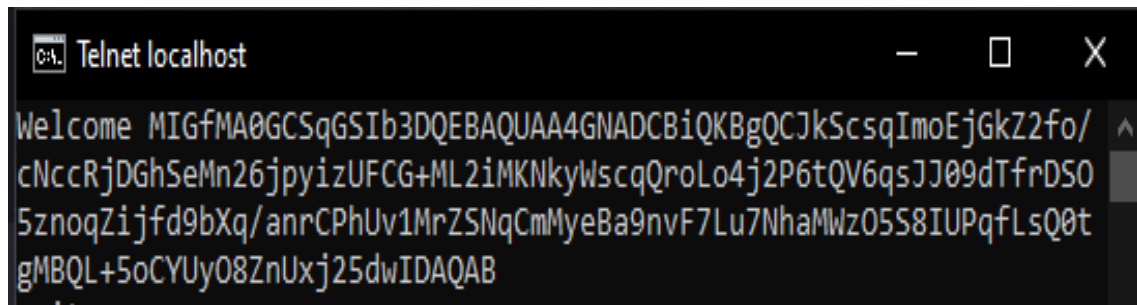 Telnet localhost
Welcome MIGfMA0GCSqGSIb3DQEBAQUAA4GNADCBiQKBgQCJkScsqImoEjGkZ2fo/
cNccRjDGhSeMn26jpyizUFCG+ML2iMKNkyWscqQroLo4j2P6tQV6qsJJ09dTfrDSO
5znoqZijfd9bXq/anrCPhUv1MrZSNqCmMyeBa9nvF7Lu7NhaMWzO5S8IUPqfLsQ0t
gMBQL+5oCYUyO8ZnUxj25dwIDAQAB